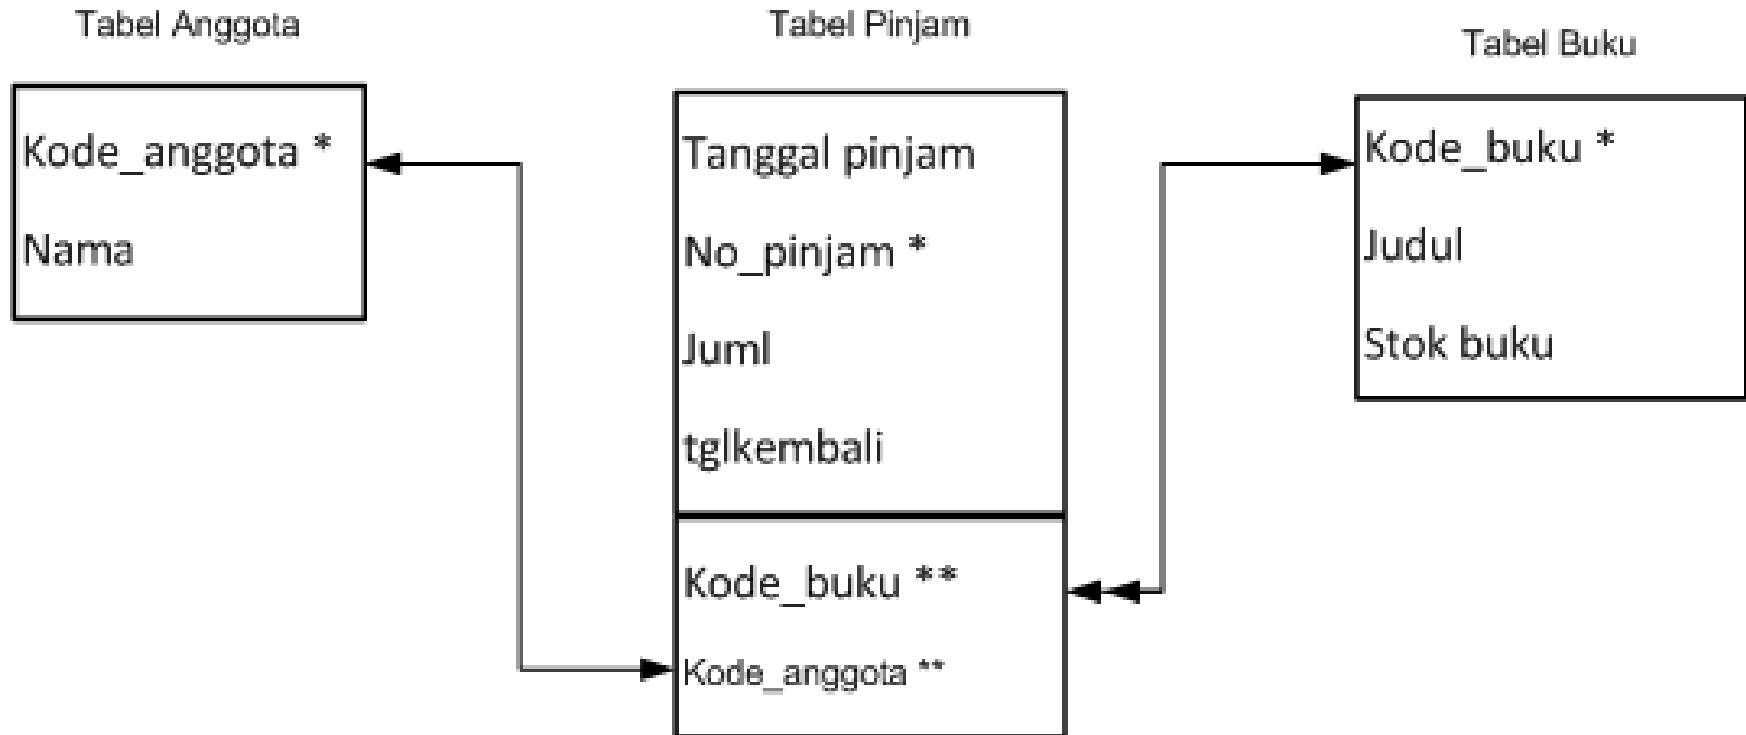 Tabel Anggota
Kode_anggota *
Nama
Tabel Pinjam
Tanggal pinjam
No_pinjam *
Juml
tglkembali
Kode_buku **
Kode_anggota **
Tabel Buku
Kode_buku *
Judul
Stok buku